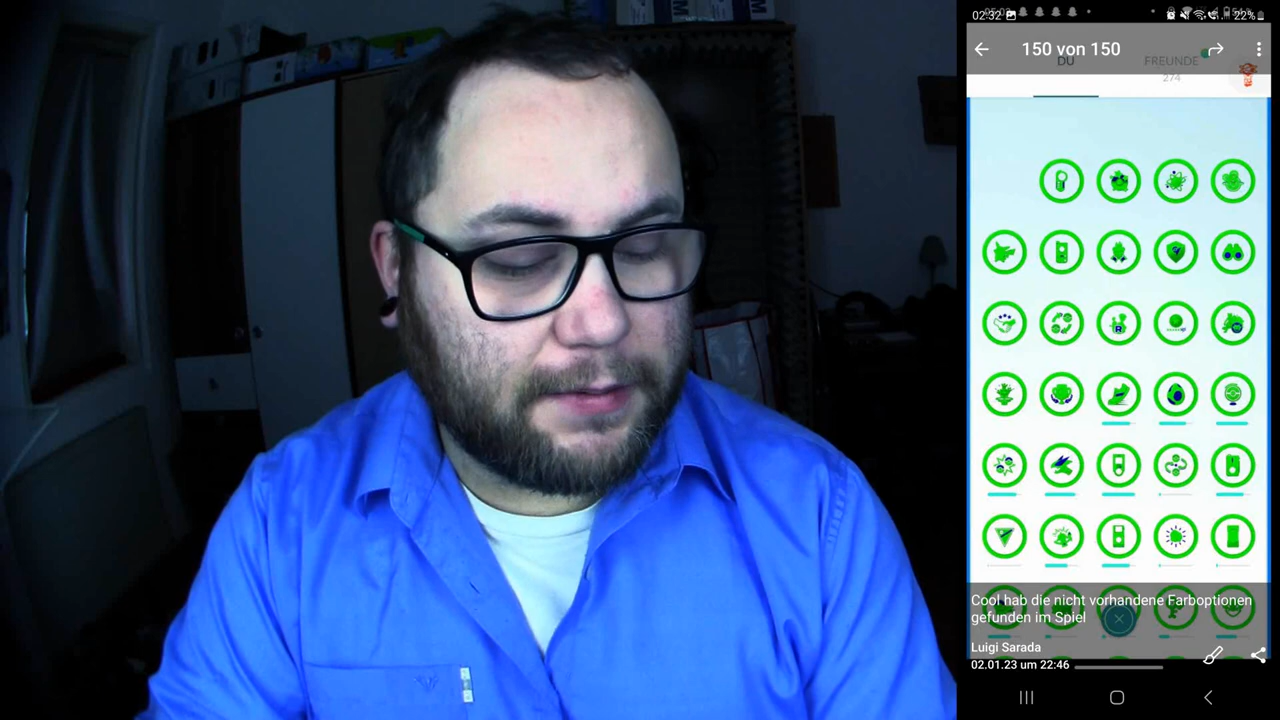 02:32
22%
150 von 150
DU
FREUNDE
274
Cool hab die nicht vorhandene Farboptionen
gefunden im Spiel
Luigi Sarada
02.01.23 um 22:46